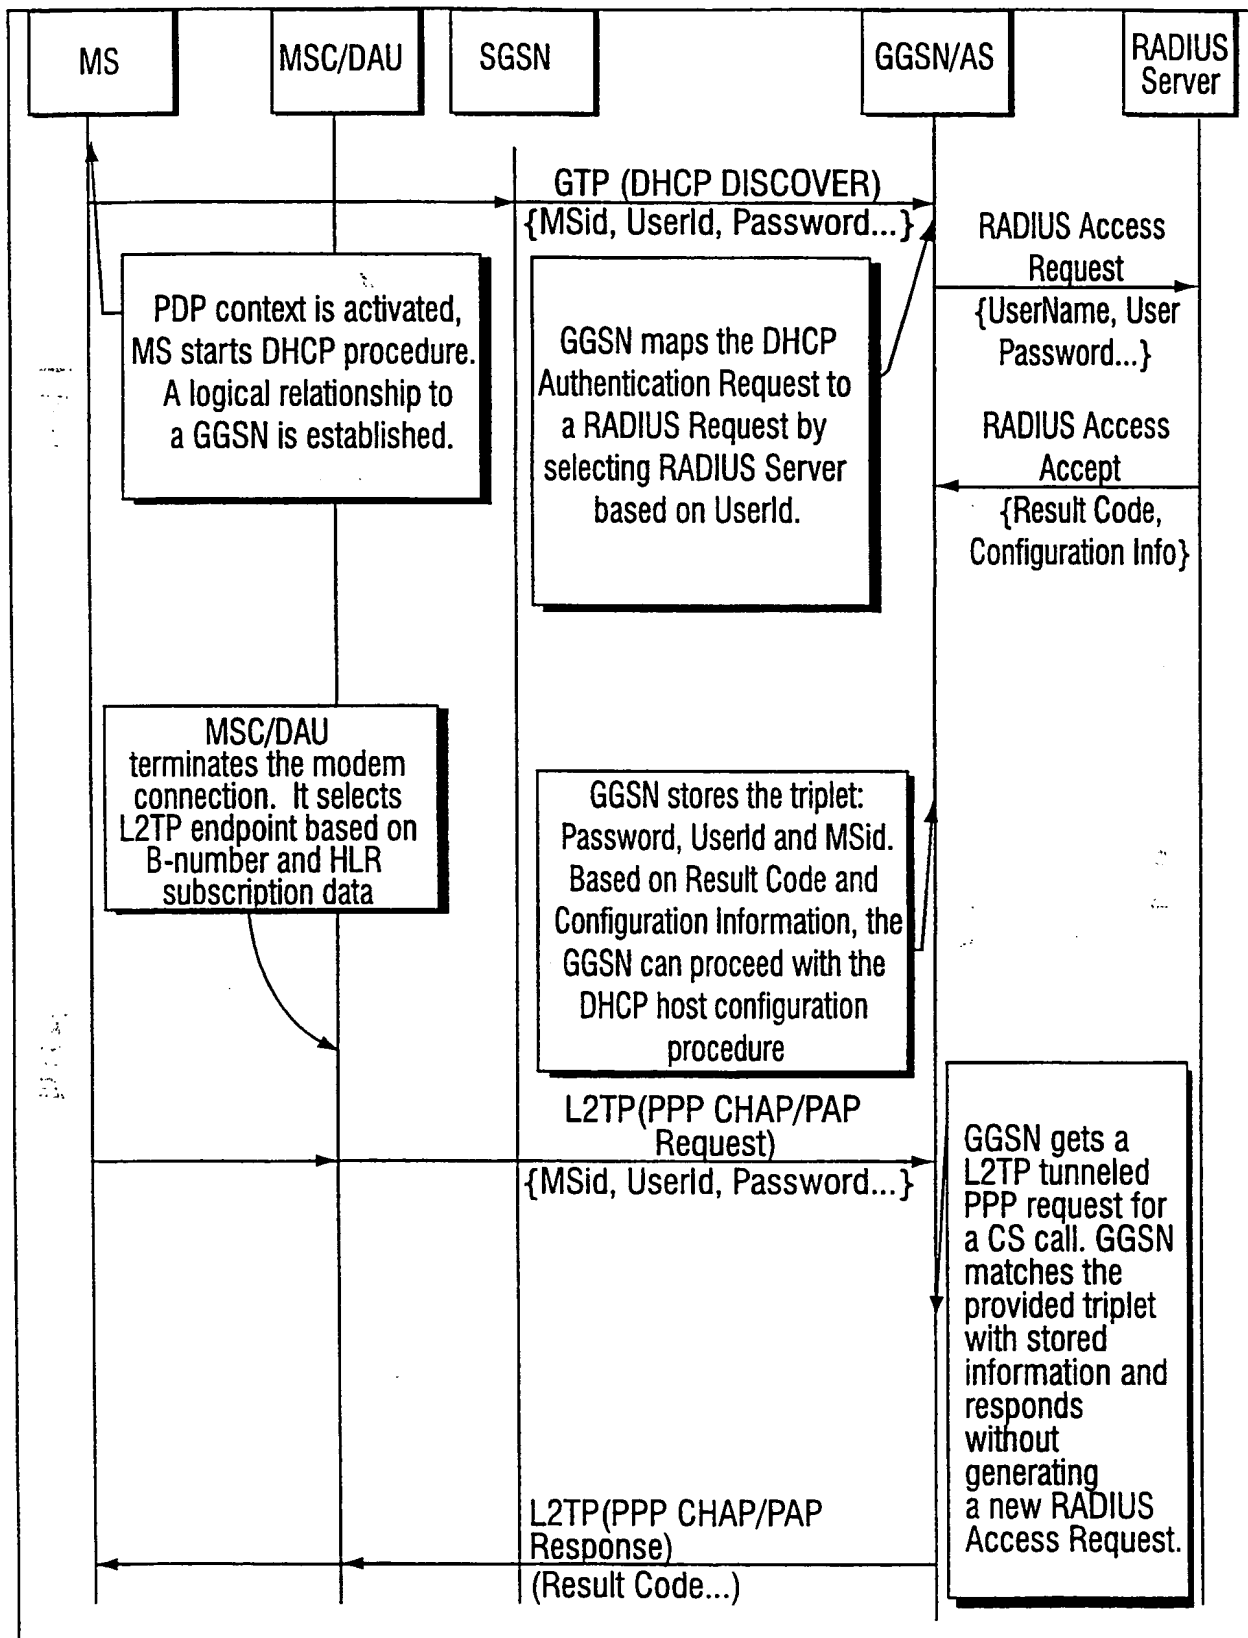 MS
MSC/DAU
SGSN
GGSN/AS
RADIUS
Server
GTP (DHCP DISCOVER)
{MSid, UserId, Password...}
RADIUS Access
Request
{UserName, User
Password...}
PDP context is activated,
MS starts DHCP procedure.
A logical relationship to
a GGSN is established.
GGSN maps the DHCP
Authentication Request to
a RADIUS Request by
selecting RADIUS Server
based on UserId.
RADIUS Access
Accept
{Result Code,
Configuration Info}
MSC/DAU
terminates the modem
connection. It selects
L2TP endpoint based on
B-number and HLR
subscription data
GGSN stores the triplet:
Password, UserId and MSid.
Based on Result Code and
Configuration Information, the
GGSN can proceed with the
DHCP host configuration
procedure
L2TP(PPP CHAP/PAP
Request)
{MSid, UserId, Password...}
GGSN gets a
L2TP tunneled
PPP request for
a CS call. GGSN
matches the
provided triplet
with stored
information and
responds
without
generating
a new RADIUS
Access Request.
L2TP(PPP CHAP/PAP
Response)
(Result Code...)